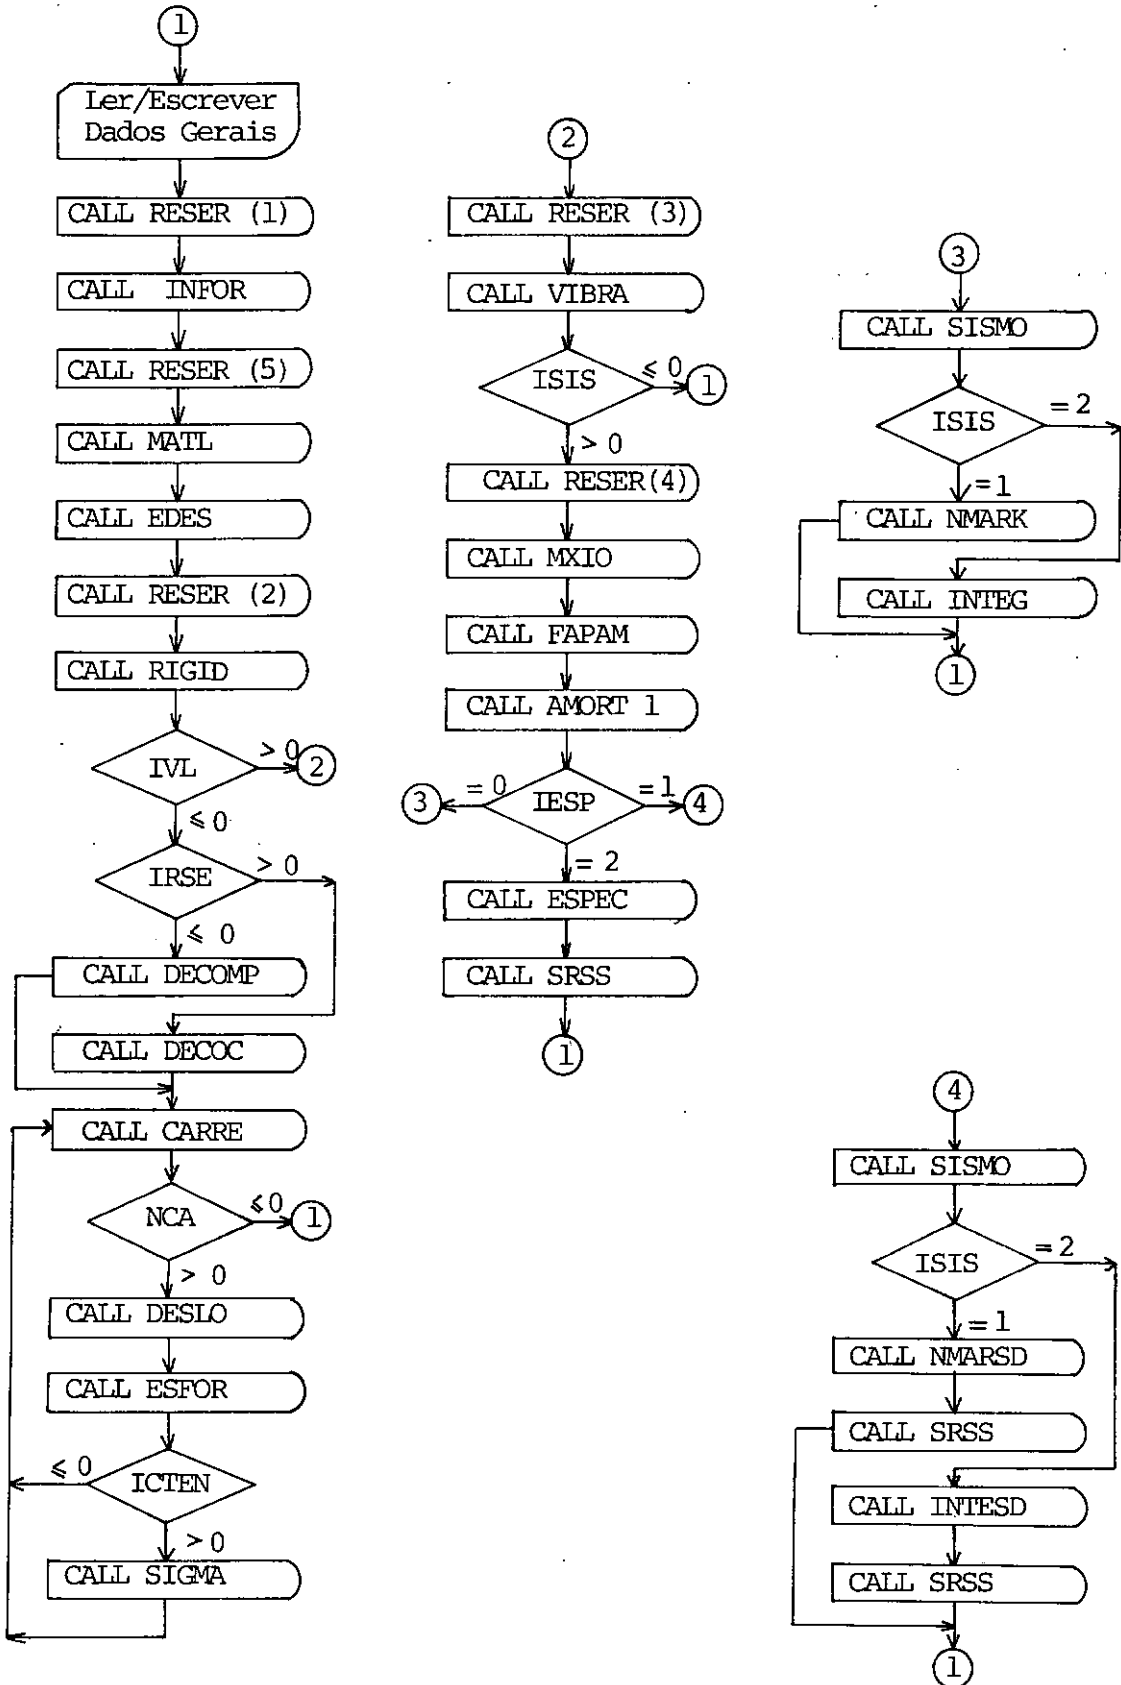 1
Ler/Escrever
Dados Gerais
CALL RESER (1)
CALL INFOR
CALL RESER (5)
CALL MATL
CALL EDES
CALL RESER (2)
CALL RIGID
IVL
> 0
2
≤ 0
IRSE
> 0
≤ 0
CALL DECOMP
CALL DECOC
CALL CARRE
NCA
≤0
1
> 0
CALL DESLO
CALL ESFOR
≤ 0
ICTEN
> 0
CALL SIGMA
2
CALL RESER (3)
CALL VIBRA
ISIS
≤ 0
1
> 0
CALL RESER(4)
CALL MXIO
CALL FAPAM
CALL AMORT 1
3
= 0
IESP
=1
4
= 2
CALL ESPEC
CALL SRSS
1
3
CALL SISMO
ISIS
= 2
=1
CALL NMARK
CALL INTEG
1
4
CALL SISMO
ISIS
= 2
= 1
CALL NMARSD
CALL SRSS
CALL INTESD
CALL SRSS
1